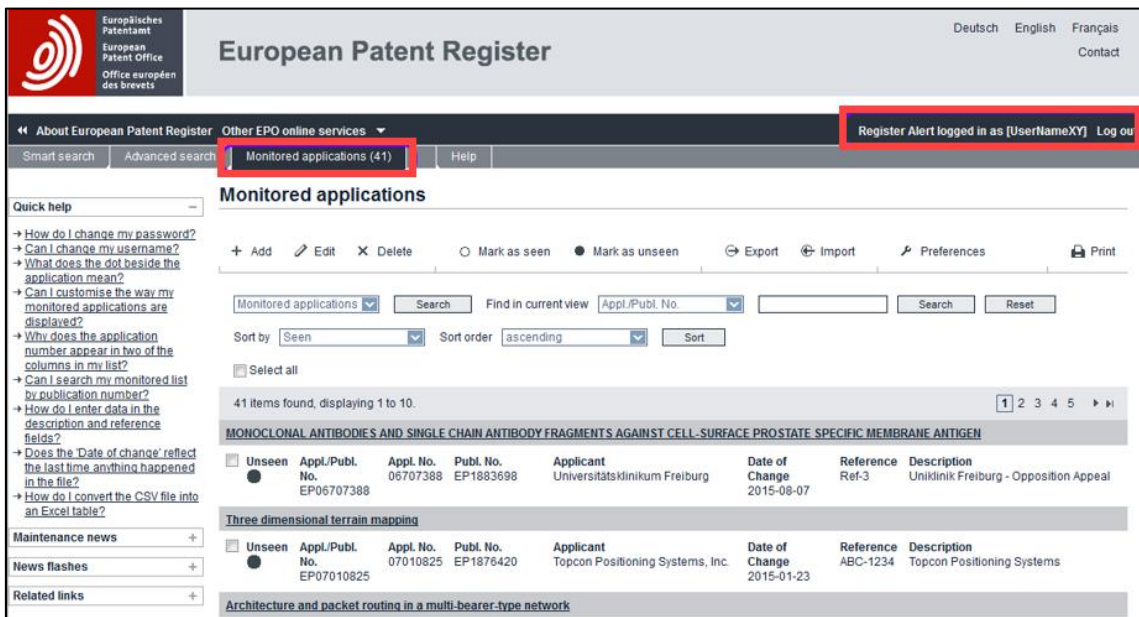 Europäisches
Patentamt
European
Patent Office
Office européen
des brevets
European Patent Register
Deutsch English Français
Contact
About European Patent Register Other EPO online services
Register Alert logged in as [UserNameXY] Log out
Smart search Advanced search Monitored applications (41) Help
Quick help
How do I change my password?
Can I change my username?
What does the dot beside the
application mean?
Can I customise the way my
monitored applications are
displayed?
Why does the application
number appear in two of the
columns in my list?
Can I search my monitored list
by publication number?
How do I enter data in the
description and reference
fields?
Does the 'Date of change' reflect
the last time anything happened
in the file?
How do I convert the CSV file into
an Excel table?
Maintenance news
News flashes
Related links
Monitored applications
Add Edit Delete Mark as seen Mark as unseen Export Import Preferences Print
Monitored applications Search Find in current view Appl./Publ. No. Search Reset
Sort by Seen Sort order ascending Sort
Select all
41 items found, displaying 1 to 10. 1 2 3 4 5
MONOCLONAL ANTIBODIES AND SINGLE CHAIN ANTIBODY FRAGMENTS AGAINST CELL-SURFACE PROSTATE SPECIFIC MEMBRANE ANTIGEN
Unseen Appl./Publ. Appl. No. Publ. No. Applicant Date of Reference Description
No. 06707388 EP1883698 Universitätsklinikum Freiburg Change Ref-3 Uniklinik Freiburg - Opposition Appeal
EP06707388 2015-08-07
Three dimensional terrain mapping
Unseen Appl./Publ. Appl. No. Publ. No. Applicant Date of Reference Description
No. 07010825 EP1876420 Topcon Positioning Systems, Inc. Change ABC-1234 Topcon Positioning Systems
EP07010825 2015-01-23
Architecture and packet routing in a multi-bearer-type network